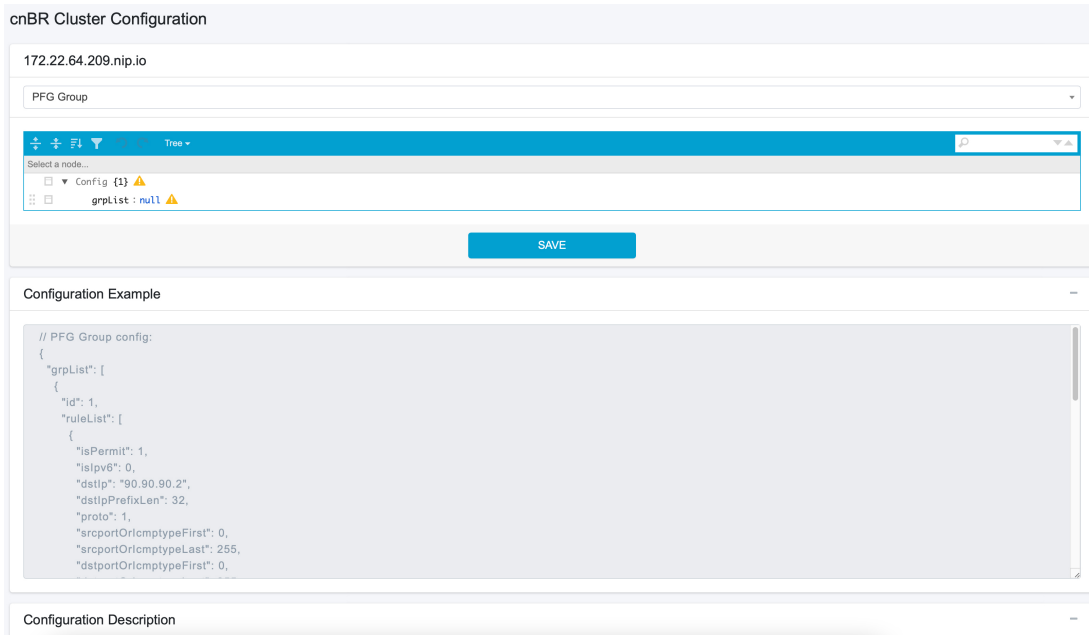 cnBR Cluster Configuration
172.22.64.209.nip.io
PFG Group
Tree
Select a node...
Config {1}
grpList : null
SAVE
Configuration Example
// PFG Group config:
{
"grpList": [
{
"id": 1,
"ruleList": [
{
"isPermit": 1,
"isIpv6": 0,
"dstIp": "90.90.90.2",
"dstIpPrefixLen": 32,
"proto": 1,
"srcportOrIcmptypeFirst": 0,
"srcportOrIcmptypeLast": 255,
"dstportOrIcmptypeFirst": 0,
Configuration Description